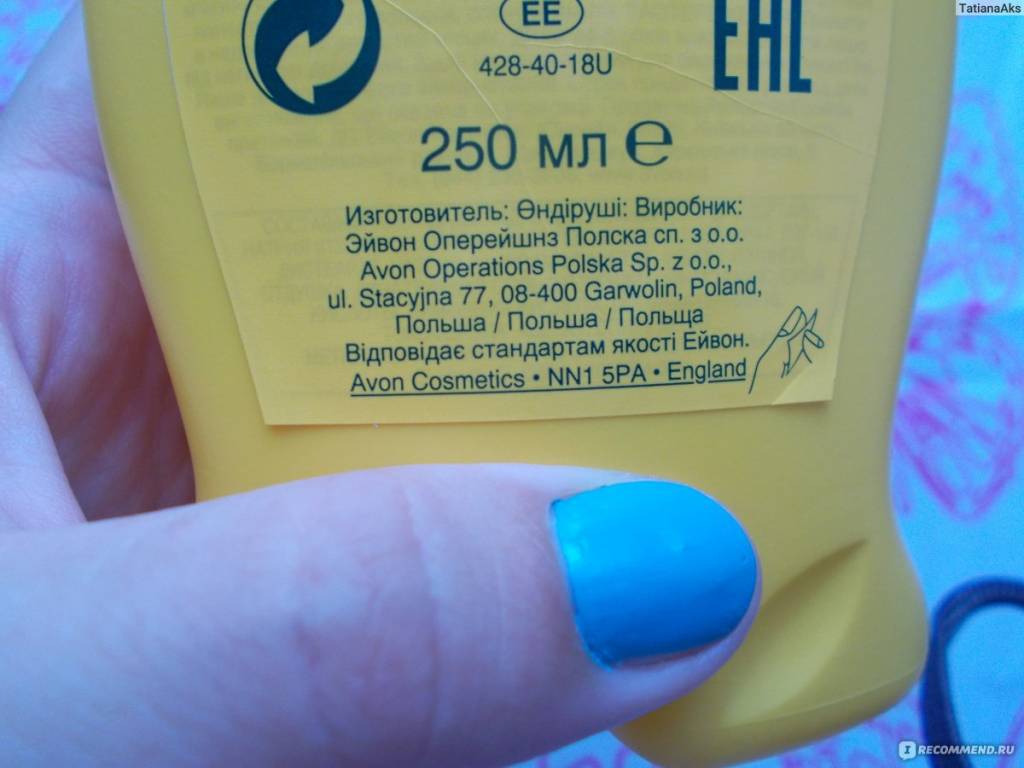 TatianaAks
EE
EAC
428-40-18U
250 мл e
Изготовитель: Өндіруші: Виробник:
Эйвон Оперейшнз Полска сп. з о.о.
Avon Operations Polska Sp. z o.o.,
ul. Stacyjna 77, 08-400 Garwolin, Poland,
Польша / Польша / Польща
Відповідає стандартам якості Ейвон.
Avon Cosmetics • NN1 5PA • England
I RECOMMEND.RU